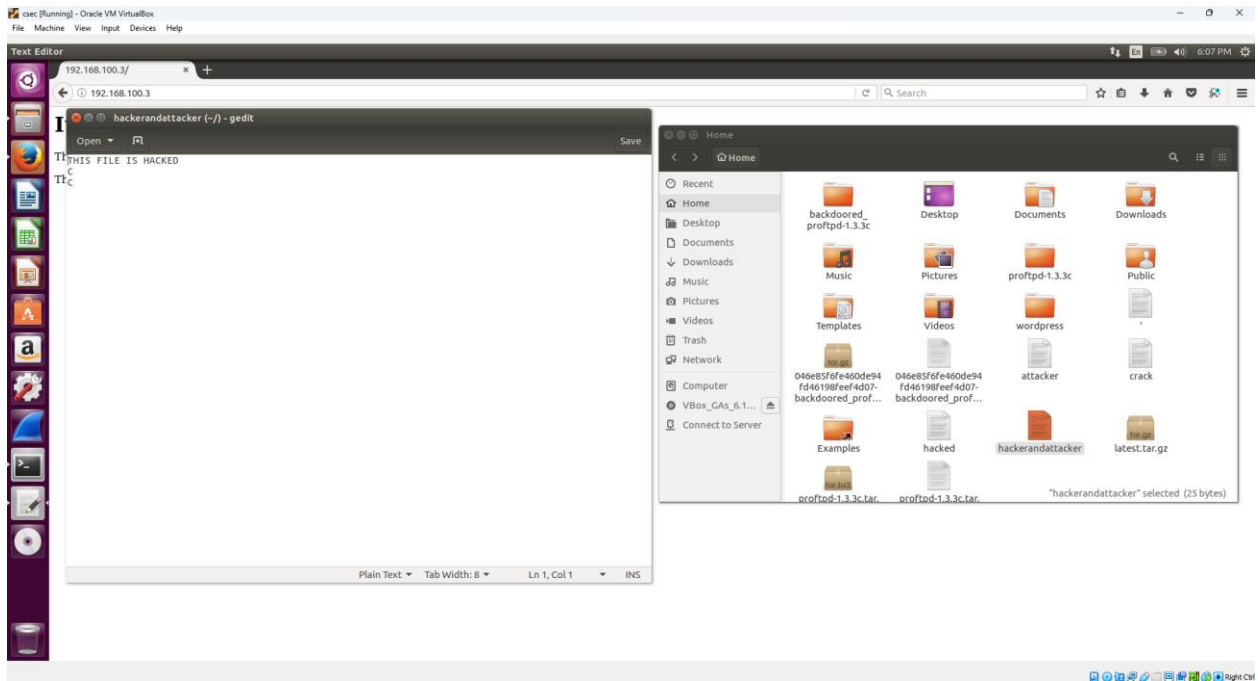 csec [Running] - Oracle VM VirtualBox
File Machine View Input Devices Help
Text Editor
En
6:07 PM
192.168.100.3/
192.168.100.3
Search
hackerandattacker (~/) - gedit
Open
Save
THIS FILE IS HACKED
C
C
Plain Text
Tab Width: 8
Ln 1, Col 1
INS
Home
Home
Recent
Home
Desktop
Documents
Downloads
Music
Pictures
Videos
Trash
Network
Computer
VBox_GAs_6.1...
Connect to Server
backdoored_
proftpd-1.3.3c
Desktop
Documents
Downloads
Music
Pictures
proftpd-1.3.3c
Public
Templates
Videos
wordpress
'
tar.gz
046e85f6fe460de94
fd46198feef4d07-
backdoored_prof...
046e85f6fe460de94
fd46198feef4d07-
backdoored_prof...
attacker
crack
Examples
hacked
hackerandattacker
tar.gz
latest.tar.gz
tar.bz2
proftpd-1.3.3c.tar.
proftpd-1.3.3c.tar.
"hackerandattacker" selected (25 bytes)
Right Ctrl